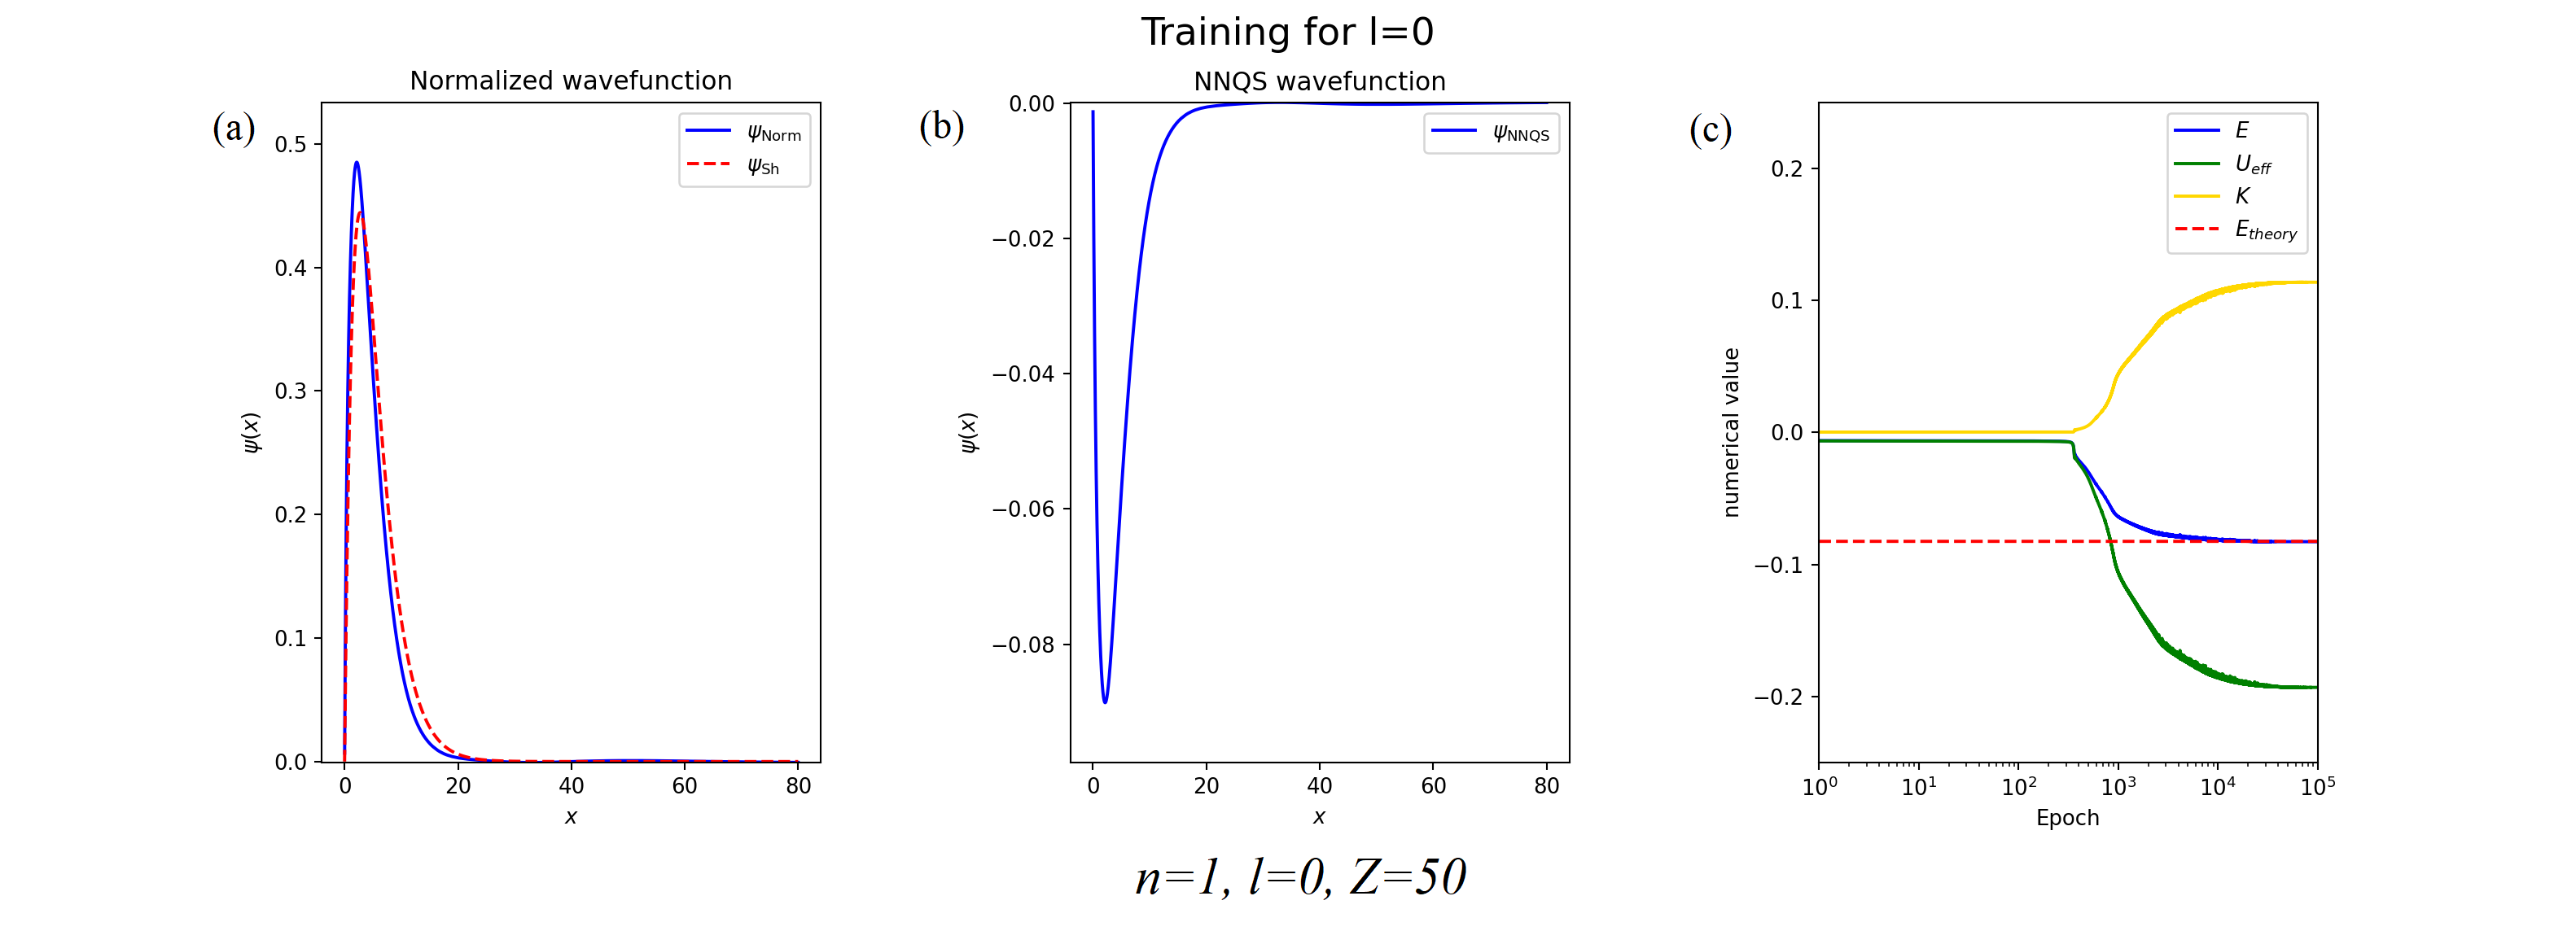 Training for l=0
(a)
Normalized wavefunction
ψ(x)
0.5
0.4
0.3
0.2
0.1
0.0
ψNorm
ψSh
0 20 40 60 80
x
(b)
NNQS wavefunction
ψ(x)
0.00
−0.02
−0.04
−0.06
−0.08
ψNNQS
0 20 40 60 80
x
(c)
numerical value
0.2
0.1
0.0
−0.1
−0.2
E
U_eff
K
E_theory
10^0 10^1 10^2 10^3 10^4 10^5
Epoch
n=1, l=0, Z=50